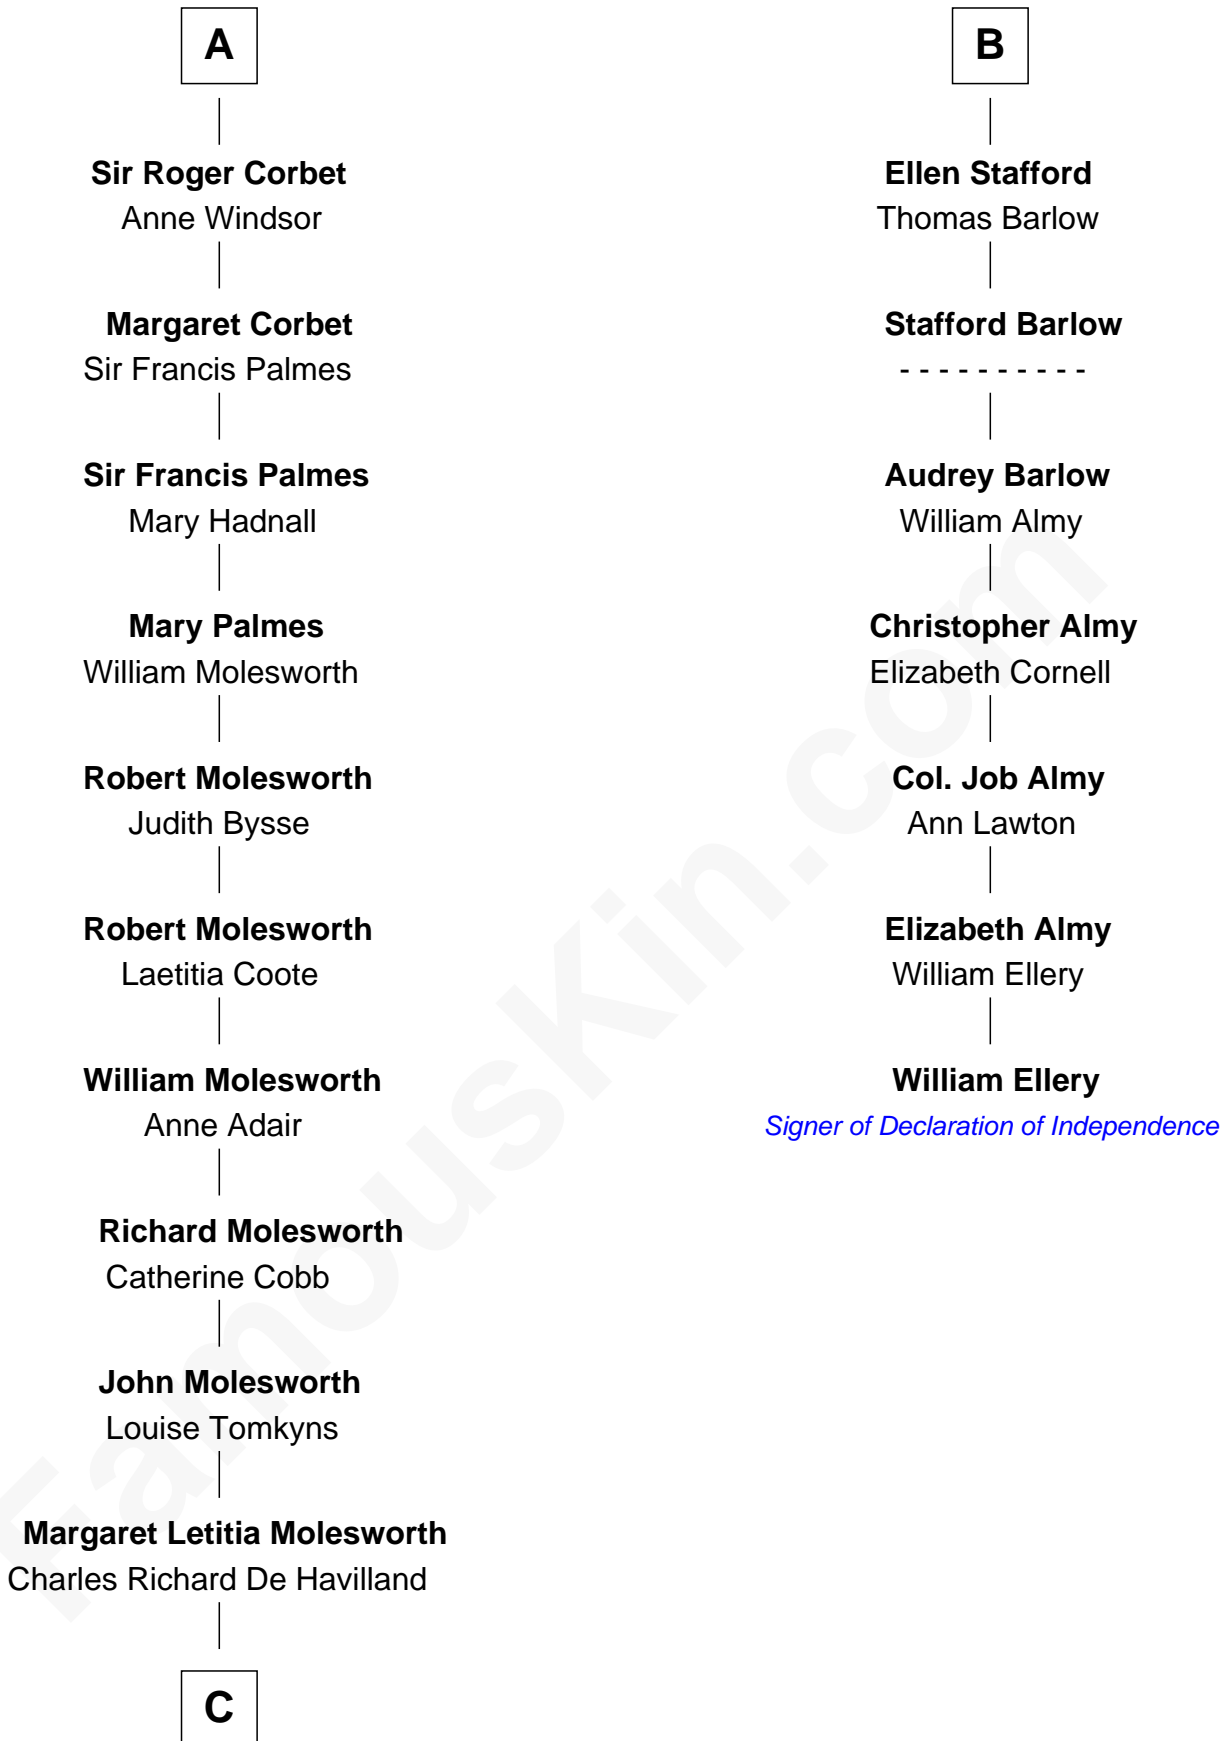 A
Sir Roger Corbet
Anne Windsor
Margaret Corbet
Sir Francis Palmes
Sir Francis Palmes
Mary Hadnall
Mary Palmes
William Molesworth
Robert Molesworth
Judith Bysse
Robert Molesworth
Laetitia Coote
William Molesworth
Anne Adair
Richard Molesworth
Catherine Cobb
John Molesworth
Louise Tomkyns
Margaret Letitia Molesworth
Charles Richard De Havilland
C
B
Ellen Stafford
Thomas Barlow
Stafford Barlow
- - - - - - - - - -
Audrey Barlow
William Almy
Christopher Almy
Elizabeth Cornell
Col. Job Almy
Ann Lawton
Elizabeth Almy
William Ellery
William Ellery
Signer of Declaration of Independence
FamousKin.com